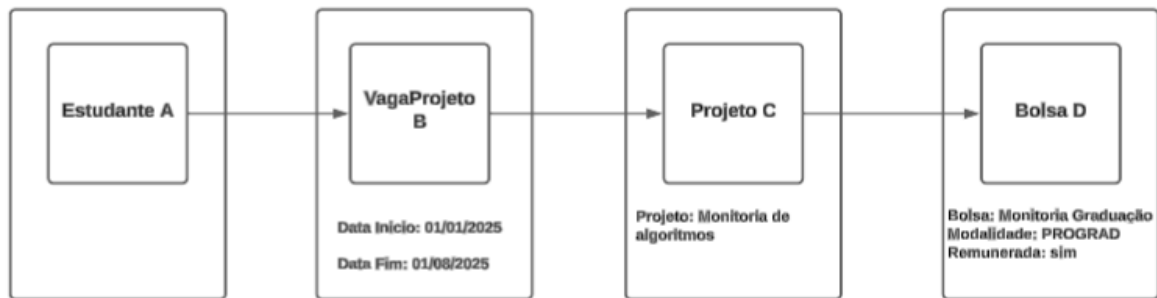 Estudante A
VagaProjeto
B
Data Inicio: 01/01/2025
Data Fim: 01/08/2025
Projeto C
Projeto: Monitoria de
algoritmos
Bolsa D
Bolsa: Monitoria Graduação
Modalidade: PROGRAD
Remunerada: sim